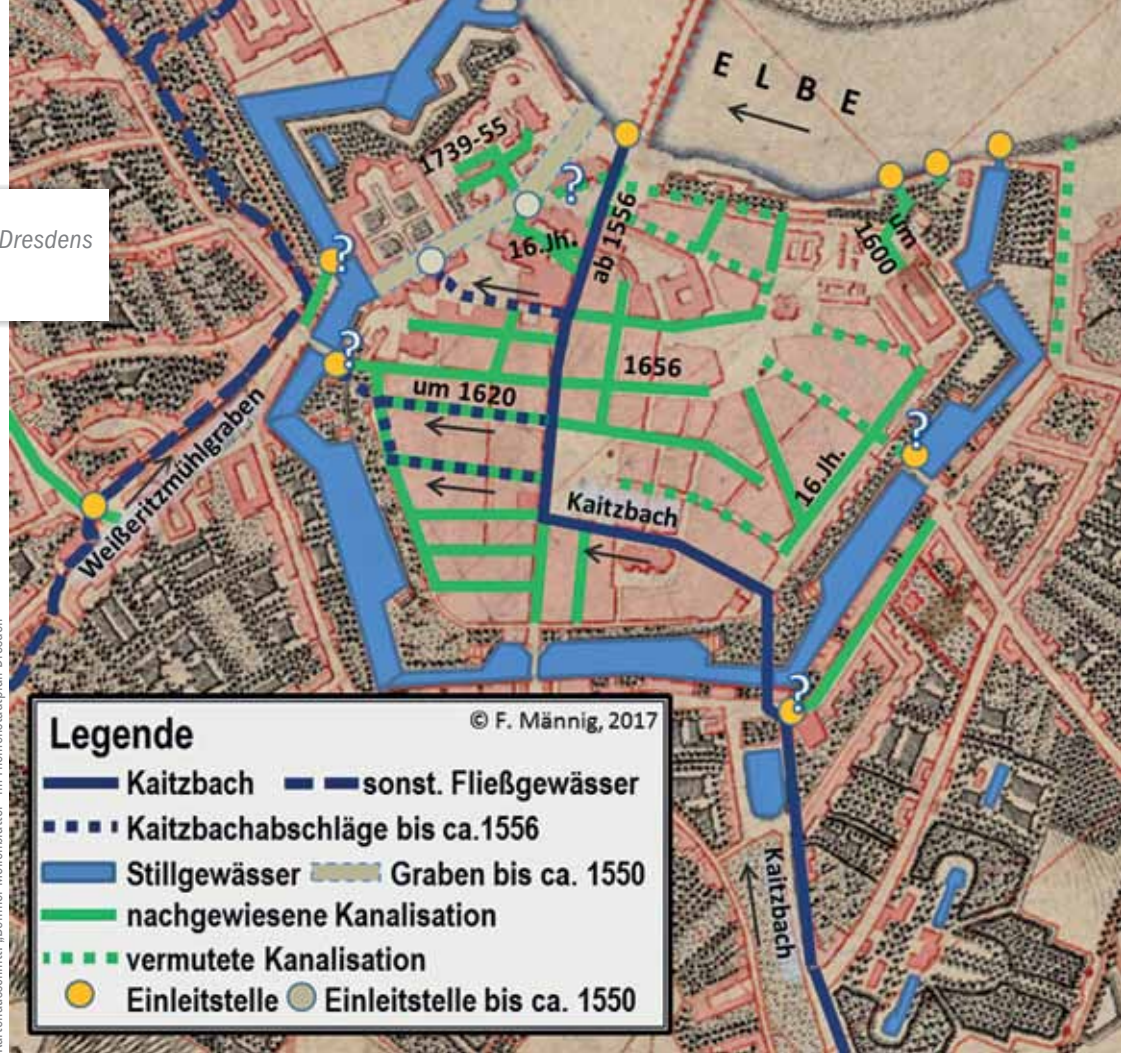 ELBE
1739-55
?
Dresdens
16.Jh.
ab 1556
um 1600
?
?
1656
um 1620
?
Weißeritzmühlgraben
16.Jh.
Kaitzbach
?
Legende
© F. Männig, 2017
Kaitzbach sonst. Fließgewässer
Kaitzbachabschläge bis ca.1556
Stillgewässer Graben bis ca. 1550
nachgewiesene Kanalisation
vermutete Kanalisation
Einleitstelle Einleitstelle bis ca. 1550
Kaitzbach